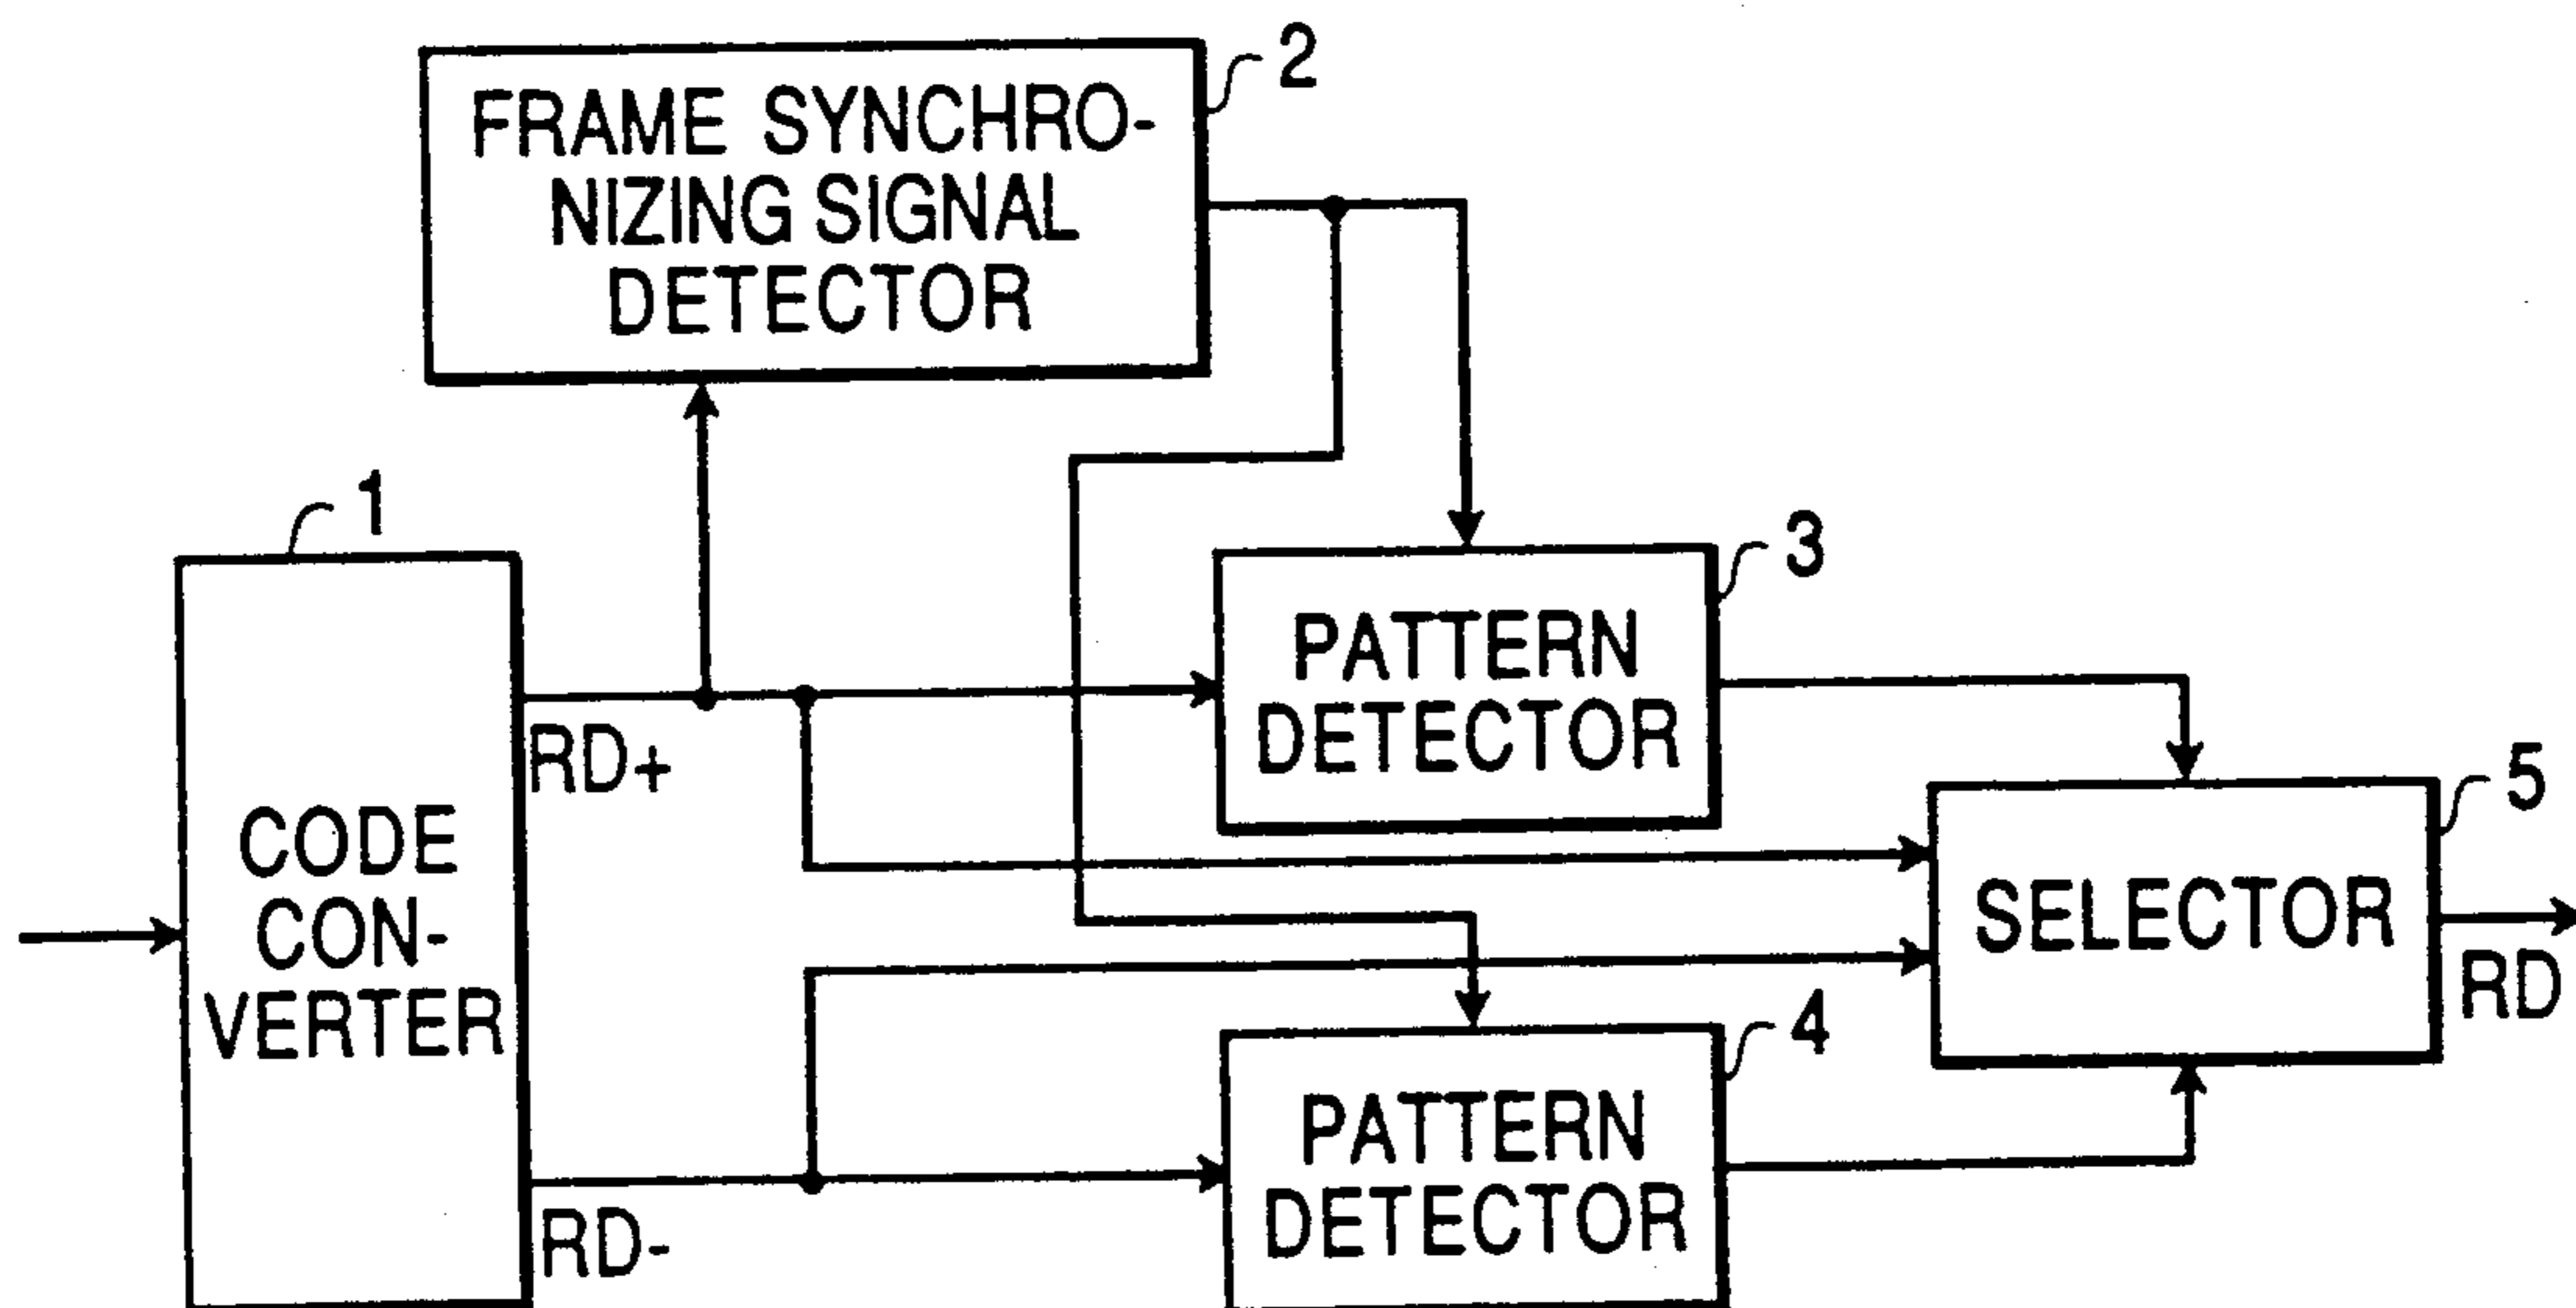 2
FRAME SYNCHRO-
NIZING SIGNAL
DETECTOR
1
3
PATTERN
DETECTOR
RD+
5
CODE
CON-
VERTER
SELECTOR
RD
4
PATTERN
DETECTOR
RD-